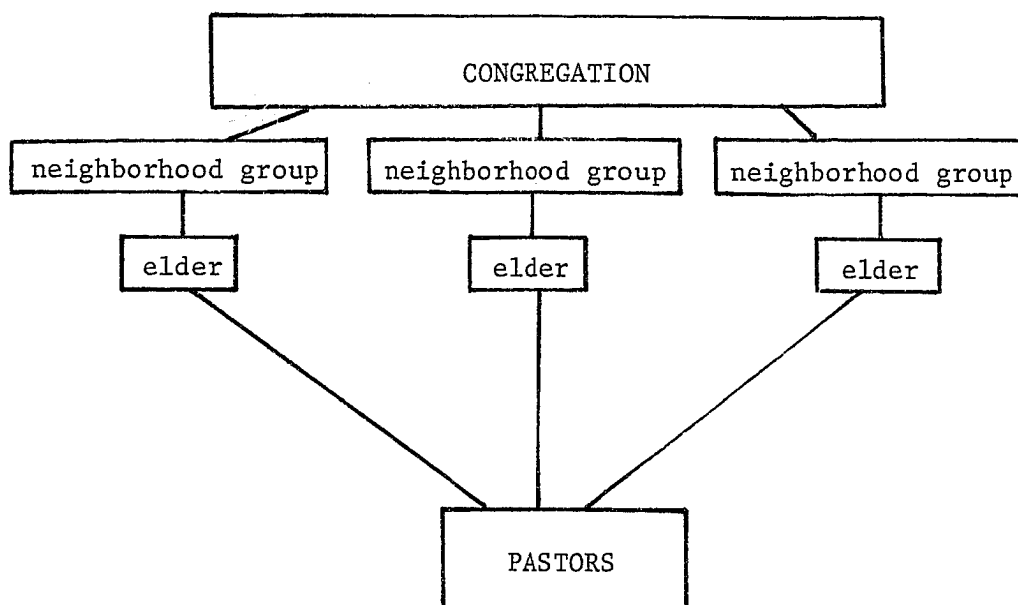 CONGREGATION
neighborhood group
neighborhood group
neighborhood group
elder
elder
elder
PASTORS